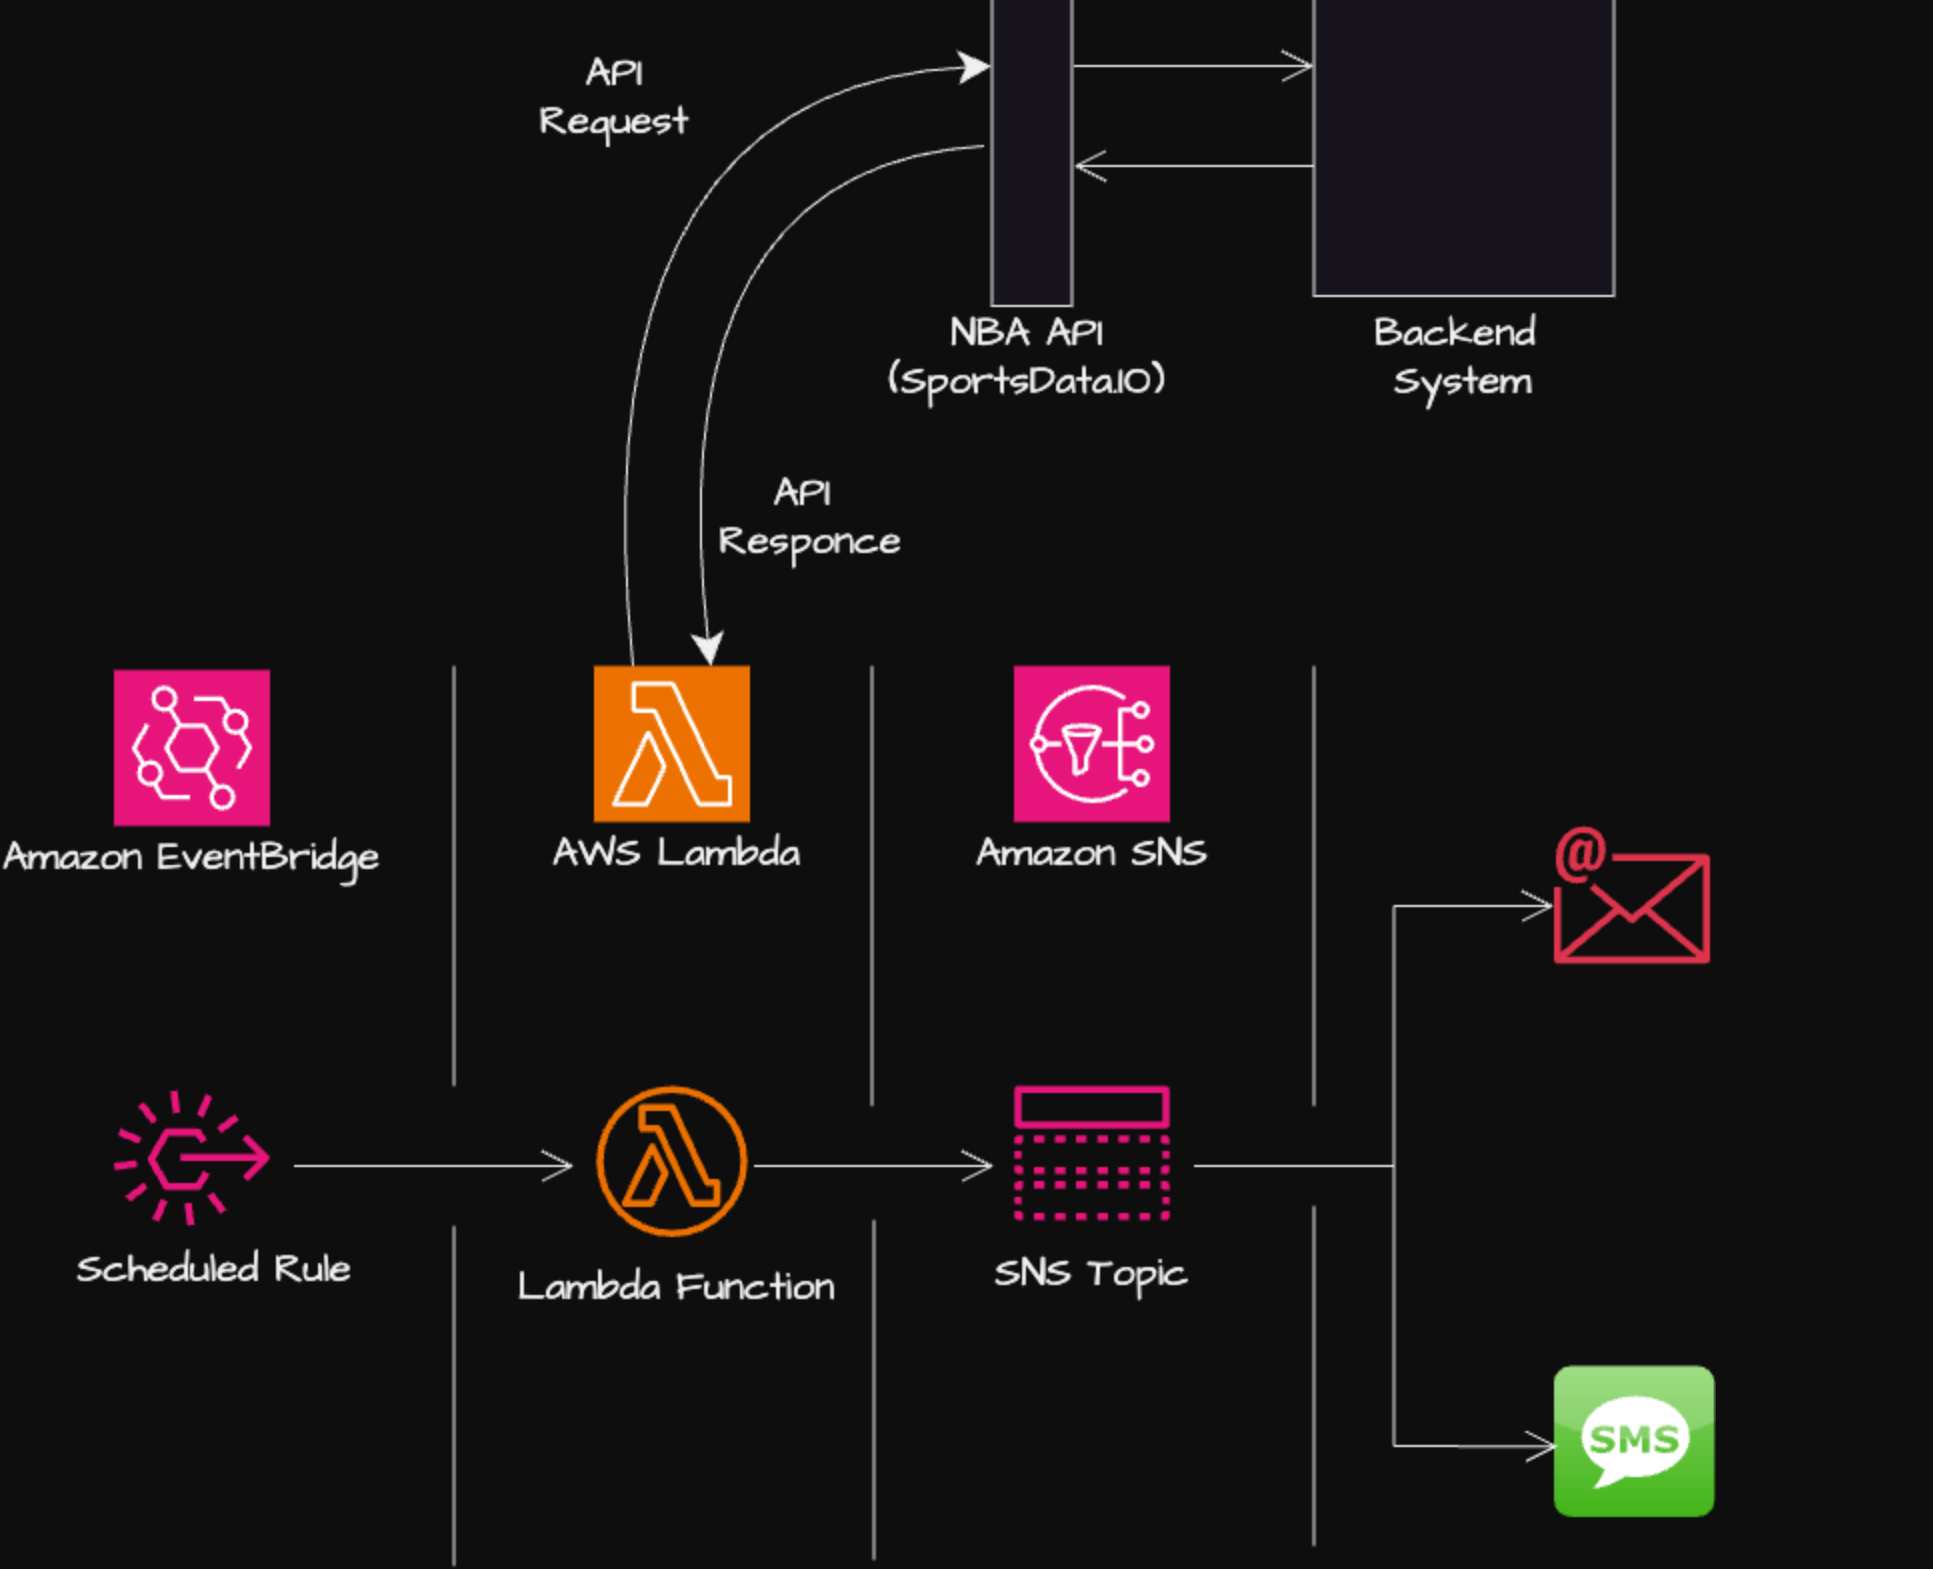 API
Request
NBA API
(SportsData.IO)
Backend
System
API
Responce
Amazon EventBridge
AWS Lambda
Amazon SNS
@
Scheduled Rule
Lambda Function
SNS Topic
SMS